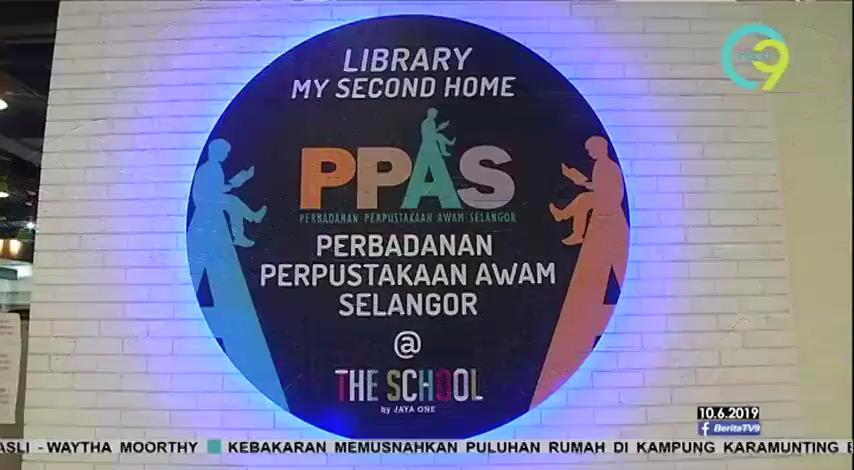 LIBRARY
MY SECOND HOME
PPAS
PERBADANAN PERPUSTAKAAN AWAM SELANGOR
PERBADANAN
PERPUSTAKAAN AWAM
SELANGOR
@
THE SCHOOL
by JAYA ONE
9
10.6.2019
f BeritaTV9
ASLI - WAYTHA MOORTHY KEBAKARAN MEMUSNAHKAN PULUHAN RUMAH DI KAMPUNG KARAMUNTING